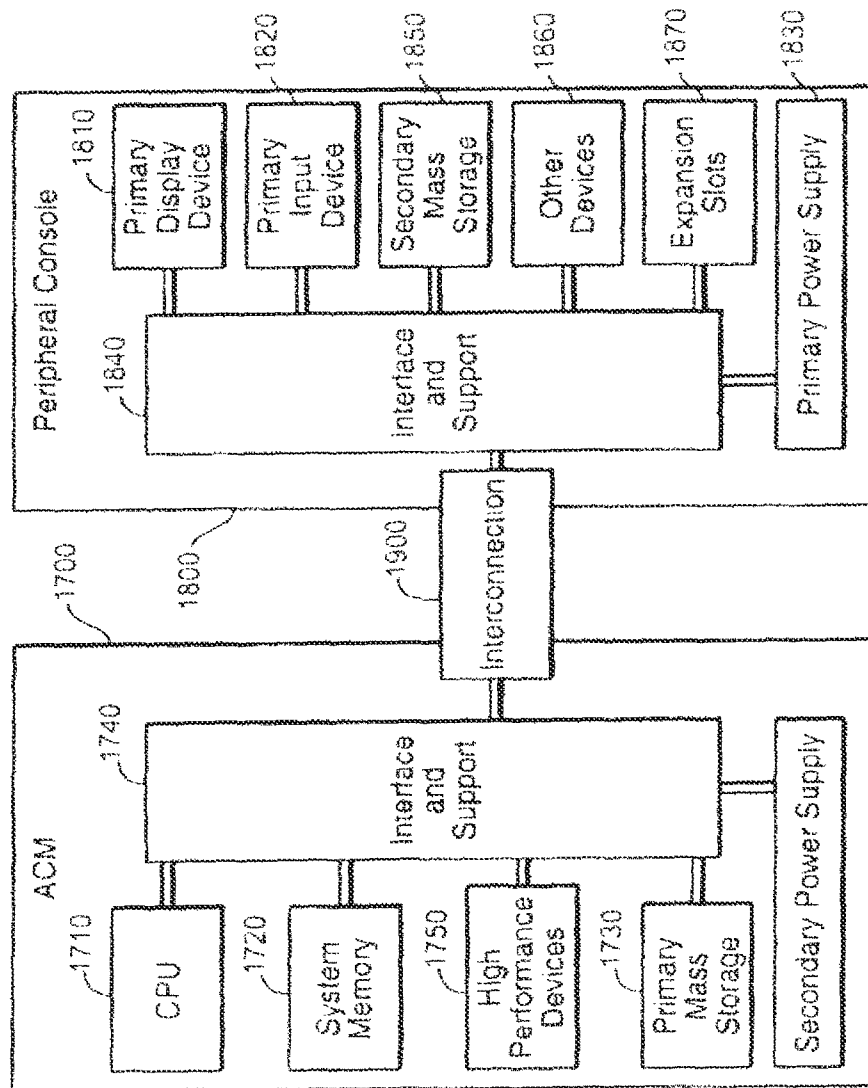 ACM
1700
1710
CPU
1720
System
Memory
1750
High
Performance
Devices
1730
Primary
Mass
Storage
1740
Interface
and
Support
Secondary Power Supply
1900
Interconnection
Peripheral Console
1800
1840
Interface
and
Support
1810
Primary
Display
Device
1820
Primary
Input
Device
1850
Secondary
Mass
Storage
1860
Other
Devices
1870
Expansion
Slots
1830
Primary Power Supply